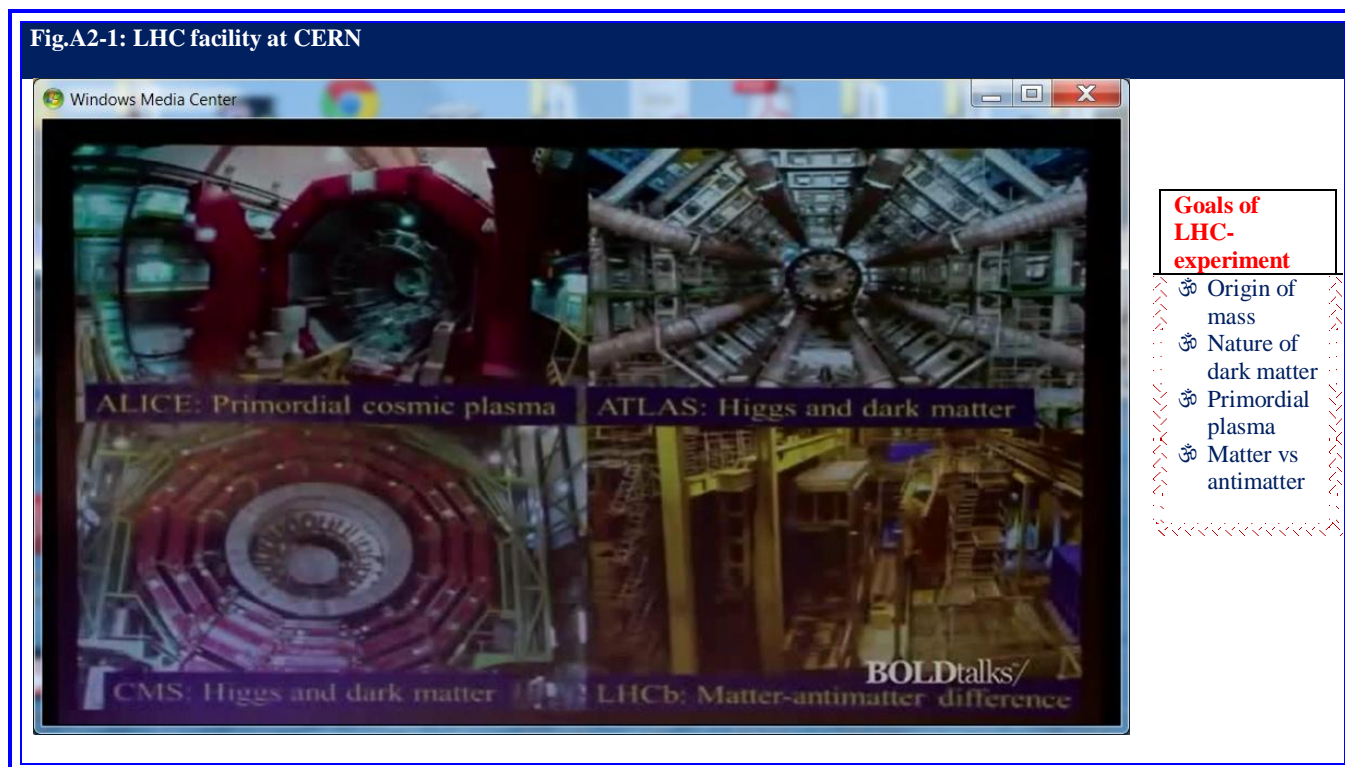 Fig.A2-1: LHC facility at CERN
Windows Media Center
ALICE: Primordial cosmic plasma
ATLAS: Higgs and dark matter
CMS: Higgs and dark matter
BOLDtalks/
LHCb: Matter-antimatter difference
Goals of
LHC-
experiment
ॐ Origin of
mass
ॐ Nature of
dark matter
ॐ Primordial
plasma
ॐ Matter vs
antimatter